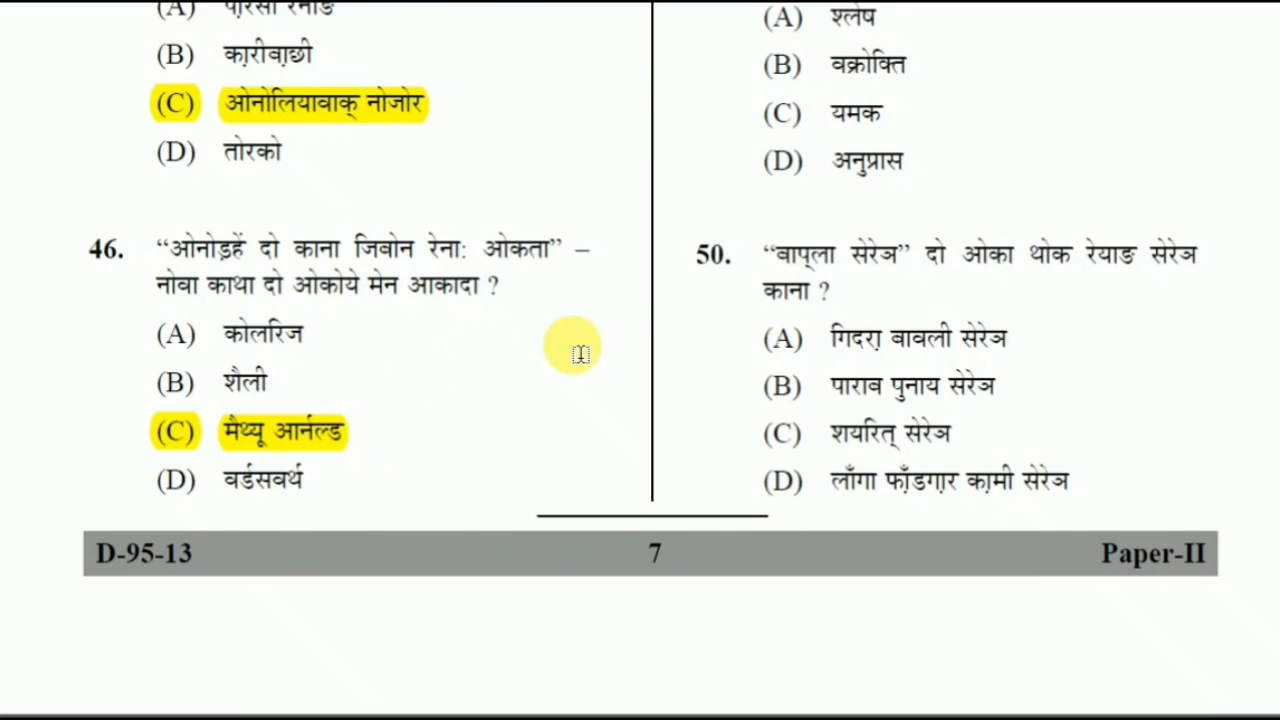 (B) का़रीवा़छी
(C) ओनोलियावाक् नोजोर
(D) तोरको
46. “ओनोड़हें दो काना जिबोन रेना: ओकता” –
नोवा काथा दो ओकोये मेन आकादा ?
(A) कोलरिज
(B) शैली
(C) मैथ्यू आर्नल्ड
(D) वर्डसवर्थ
(A) श्लेष
(B) वक्रोक्ति
(C) यमक
(D) अनुप्रास
50. “बाप्‌ला सेरेञ” दो ओका थोक रेयाङ सेरेञ
काना ?
(A) गिदरा़ बावली सेरेञ
(B) पाराव पुनाय सेरेञ
(C) शयरित् सेरेञ
(D) लाँगा फाँ़डगा़र का़मी सेरेञ
D-95-13 7 Paper-II